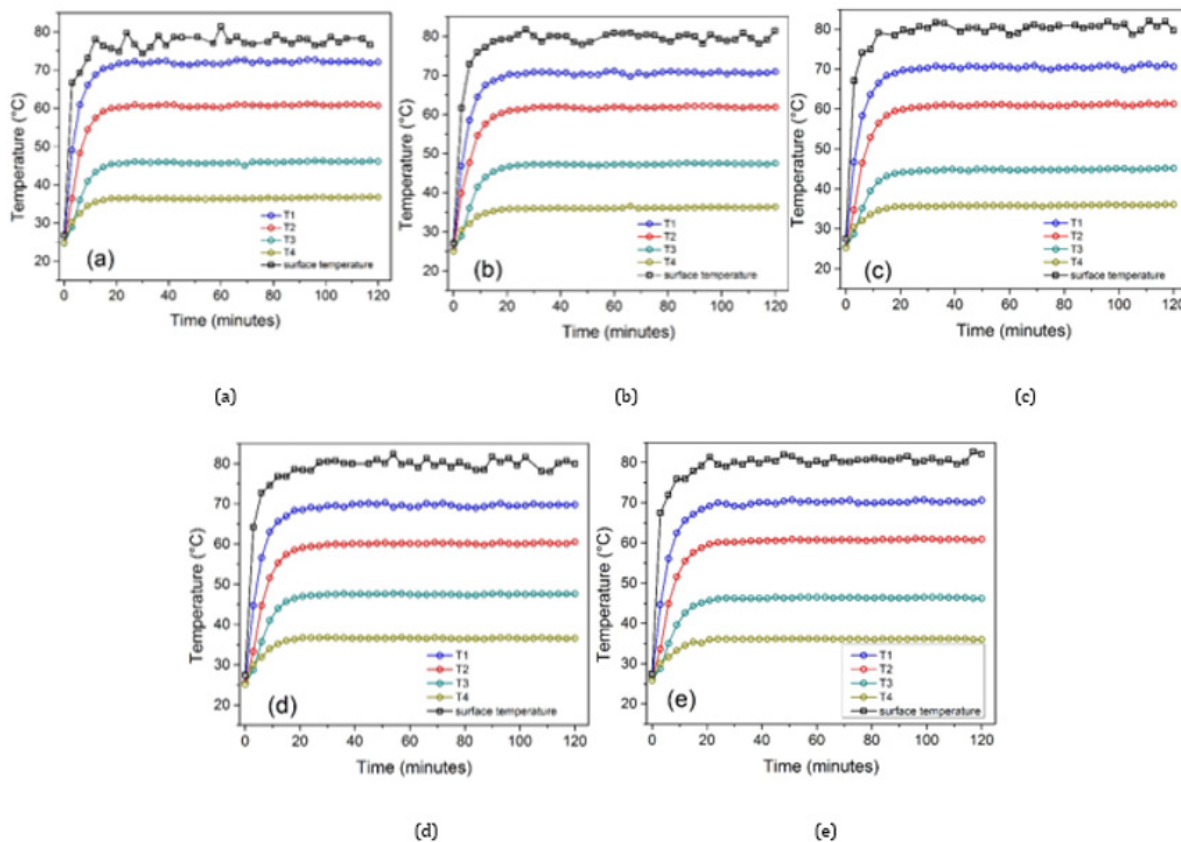 80
70
60
50
40
30
20
Temperature (°C)
T1
T2
T3
T4
surface temperature
(a)
0 20 40 60 80 100 120
Time (minutes)
80
70
60
50
40
30
20
Temperature (°C)
T1
T2
T3
T4
surface temperature
(b)
0 20 40 60 80 100 120
Time (minutes)
80
70
60
50
40
30
20
Temperature (°C)
T1
T2
T3
T4
surface temperature
(c)
0 20 40 60 80 100 120
Time (minutes)
(a) (b) (c)
80
70
60
50
40
30
20
Temperature (°C)
T1
T2
T3
T4
surface temperature
(d)
0 20 40 60 80 100 120
Time (minutes)
80
70
60
50
40
30
20
Temperature (°C)
T1
T2
T3
T4
surface temperature
(e)
0 20 40 60 80 100 120
Time (minutes)
(d) (e)